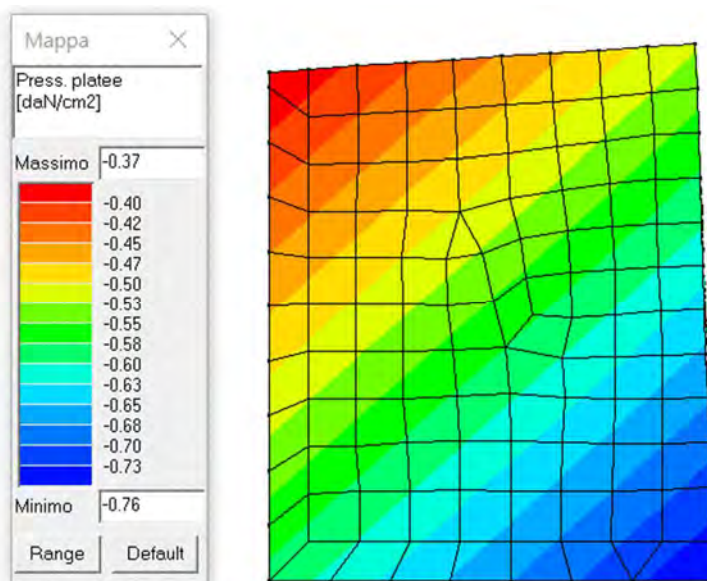 Mappa
Press. platee
[daN/cm2]
Massimo -0.37
-0.40
-0.42
-0.45
-0.47
-0.50
-0.53
-0.55
-0.58
-0.60
-0.63
-0.65
-0.68
-0.70
-0.73
Minimo -0.76
Range Default